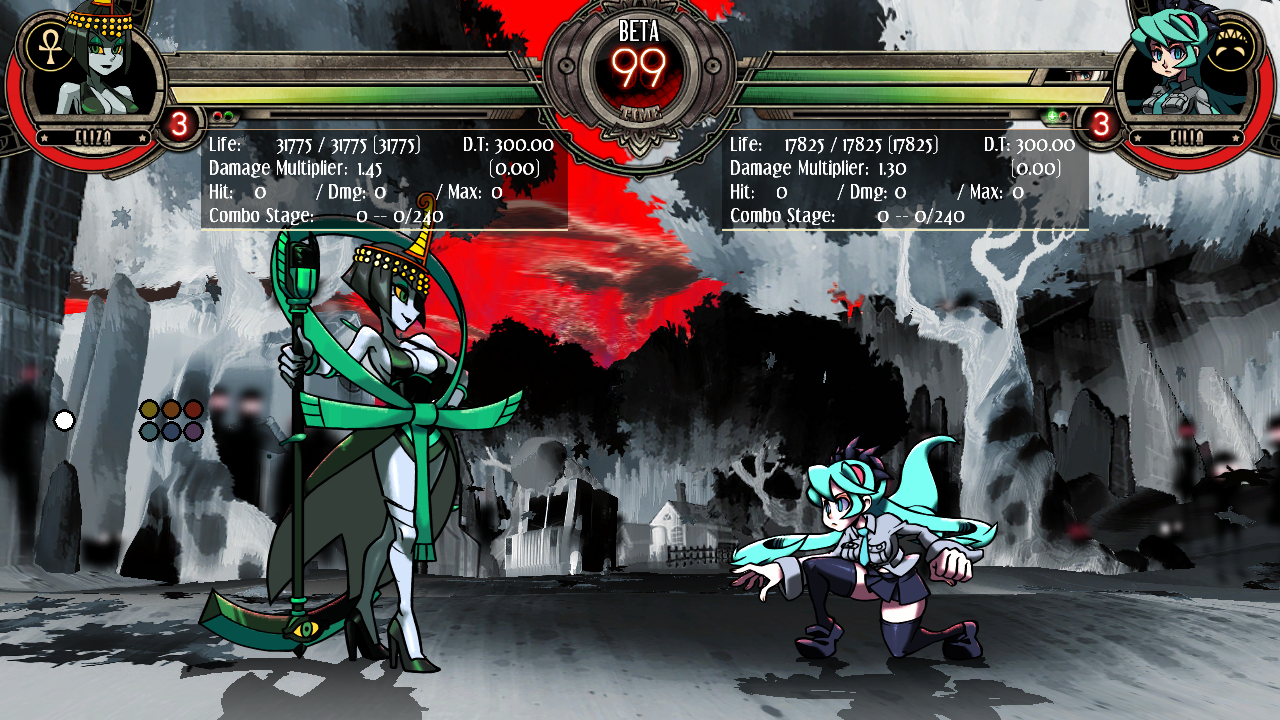 BETA
99
TIME
ELIZA
3
3
FILIA
Life: 31775 / 31775 (31775) D.T: 300.00
Damage Multiplier: 1.45 (0.00)
Hit: 0 / Dmg: 0 / Max: 0
Combo Stage: 0 -- 0/240
Life: 17825 / 17825 (17825) D.T: 300.00
Damage Multiplier: 1.30 (0.00)
Hit: 0 / Dmg: 0 / Max: 0
Combo Stage: 0 -- 0/240